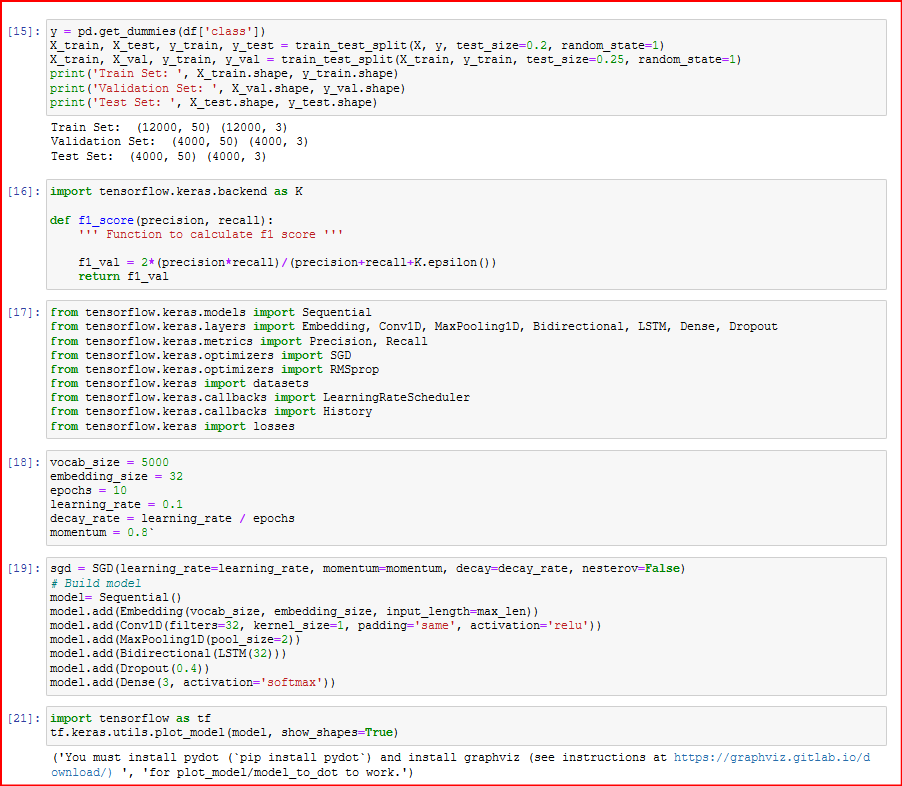 [15]: y = pd.get_dummies(df['class'])
X_train, X_test, y_train, y_test = train_test_split(X, y, test_size=0.2, random_state=1)
X_train, X_val, y_train, y_val = train_test_split(X_train, y_train, test_size=0.25, random_state=1)
print('Train Set: ', X_train.shape, y_train.shape)
print('Validation Set: ', X_val.shape, y_val.shape)
print('Test Set: ', X_test.shape, y_test.shape)
Train Set:  (12000, 50) (12000, 3)
Validation Set:  (4000, 50) (4000, 3)
Test Set:  (4000, 50) (4000, 3)
[16]: import tensorflow.keras.backend as K
def f1_score(precision, recall):
    ''' Function to calculate f1 score '''
    f1_val = 2*(precision*recall)/(precision+recall+K.epsilon())
    return f1_val
[17]: from tensorflow.keras.models import Sequential
from tensorflow.keras.layers import Embedding, Conv1D, MaxPooling1D, Bidirectional, LSTM, Dense, Dropout
from tensorflow.keras.metrics import Precision, Recall
from tensorflow.keras.optimizers import SGD
from tensorflow.keras.optimizers import RMSprop
from tensorflow.keras import datasets
from tensorflow.keras.callbacks import LearningRateScheduler
from tensorflow.keras.callbacks import History
from tensorflow.keras import losses
[18]: vocab_size = 5000
embedding_size = 32
epochs = 10
learning_rate = 0.1
decay_rate = learning_rate / epochs
momentum = 0.8`
[19]: sgd = SGD(learning_rate=learning_rate, momentum=momentum, decay=decay_rate, nesterov=False)
# Build model
model= Sequential()
model.add(Embedding(vocab_size, embedding_size, input_length=max_len))
model.add(Conv1D(filters=32, kernel_size=1, padding='same', activation='relu'))
model.add(MaxPooling1D(pool_size=2))
model.add(Bidirectional(LSTM(32)))
model.add(Dropout(0.4))
model.add(Dense(3, activation='softmax'))
[21]: import tensorflow as tf
tf.keras.utils.plot_model(model, show_shapes=True)
('You must install pydot (`pip install pydot`) and install graphviz (see instructions at https://graphviz.gitlab.io/d
ownload/) ', 'for plot_model/model_to_dot to work.')